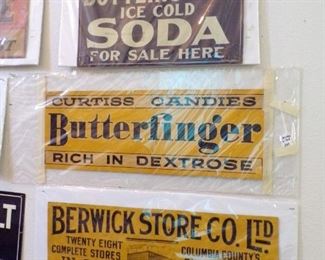 ICE COLD
SODA
FOR SALE HERE
CURTISS CANDIES
Butterfinger
RICH IN DEXTROSE
BERWICK STORE CO. LTD.
TWENTY EIGHT
COMPLETE STORES
COLUMBIA COUNTY'S
LT